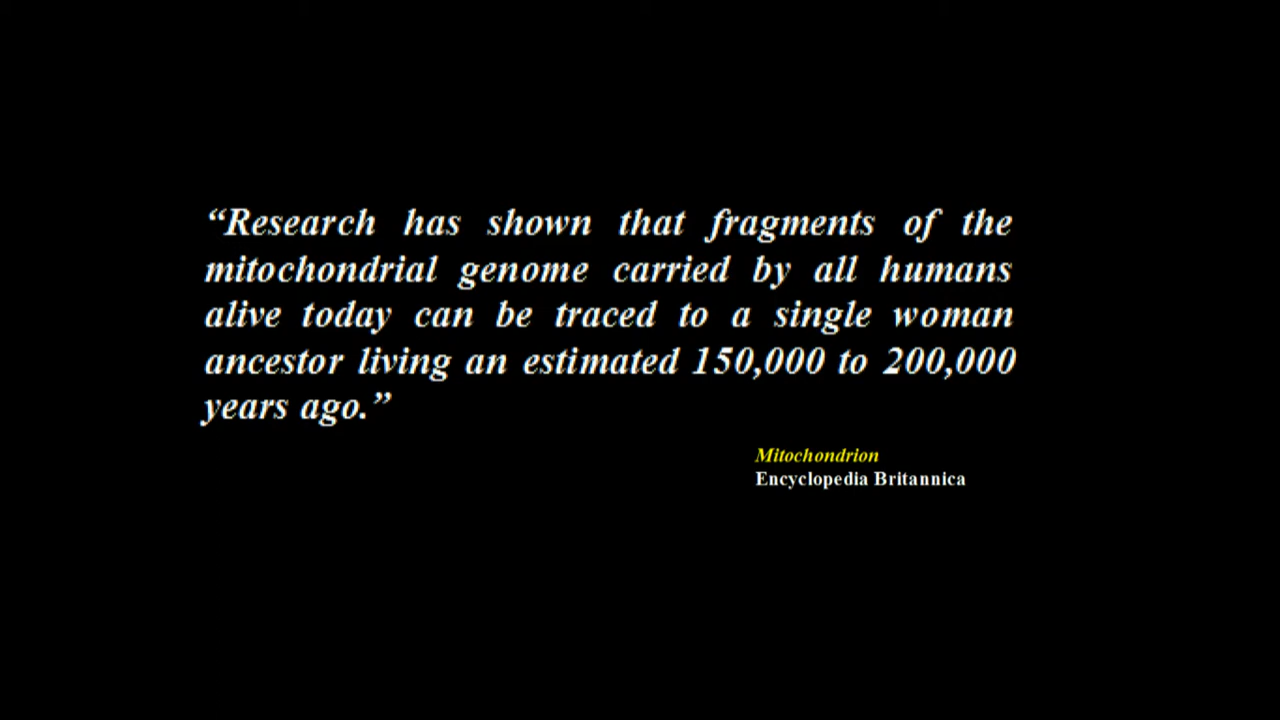 “Research has shown that fragments of the
mitochondrial genome carried by all humans
alive today can be traced to a single woman
ancestor living an estimated 150,000 to 200,000
years ago.”
Mitochondrion
Encyclopedia Britannica